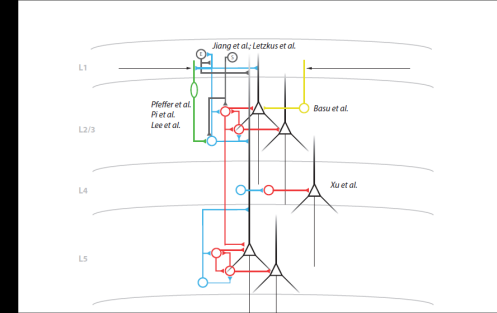 Jiang et al.; Letzkus et al.
E
S
L1
Pfeffer et al.
Pi et al.
Lee et al.
Basu et al.
L2/3
Xu et al.
L4
L5